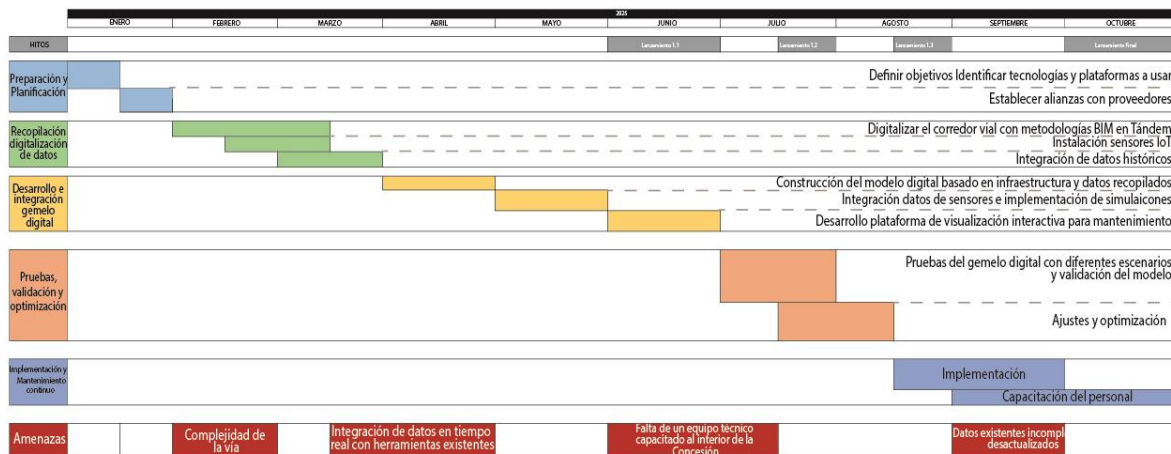 2025
ENERO FEBRERO MARZO ABRIL MAYO JUNIO JULIO AGOSTO SEPTIEMBRE OCTUBRE
HITOS
Lanzamiento 1.1
Lanzamiento 1.2
Lanzamiento 1.3
Lanzamiento Final
Preparación y
Planificación
Definir objetivos Identificar tecnologías y plataformas a usar
Establecer alianzas con proveedores
Recopilación
digitalización
de datos
Digitalizar el corredor vial con metodologías BIM en Tándem
Instalación sensores IoT
Integración de datos históricos
Desarrollo e
integración
gemelo
digital
Construcción del modelo digital basado en infraestructura y datos recopilados
Integración datos de sensores e implementación de simulaicones
Desarrollo plataforma de visualización interactiva para mantenimiento
Pruebas,
validación y
optimización
Pruebas del gemelo digital con diferentes escenarios
y validación del modelo
Ajustes y optimización
Implementación y
Mantenimiento
continuo
Implementación
Capacitación del personal
Amenazas
Complejidad de
la vía
Integración de datos en tiempo
real con herramientas existentes
Falta de un equipo técnico
capacitado al interior de la
Concesión
Datos existentes incompl
desactualizados